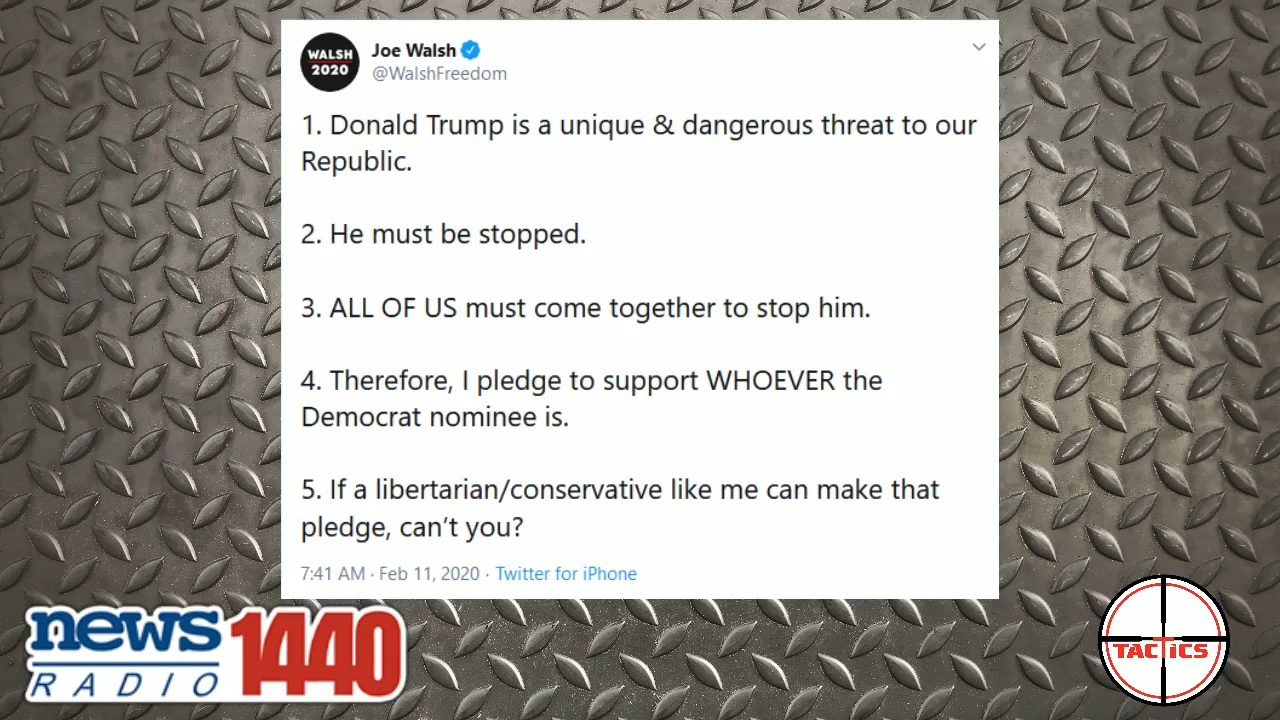 WALSH
2020
Joe Walsh
@WalshFreedom
1. Donald Trump is a unique & dangerous threat to our
Republic.
2. He must be stopped.
3. ALL OF US must come together to stop him.
4. Therefore, I pledge to support WHOEVER the
Democrat nominee is.
5. If a libertarian/conservative like me can make that
pledge, can’t you?
7:41 AM · Feb 11, 2020 · Twitter for iPhone
news 1440
RADIO
TACTICS